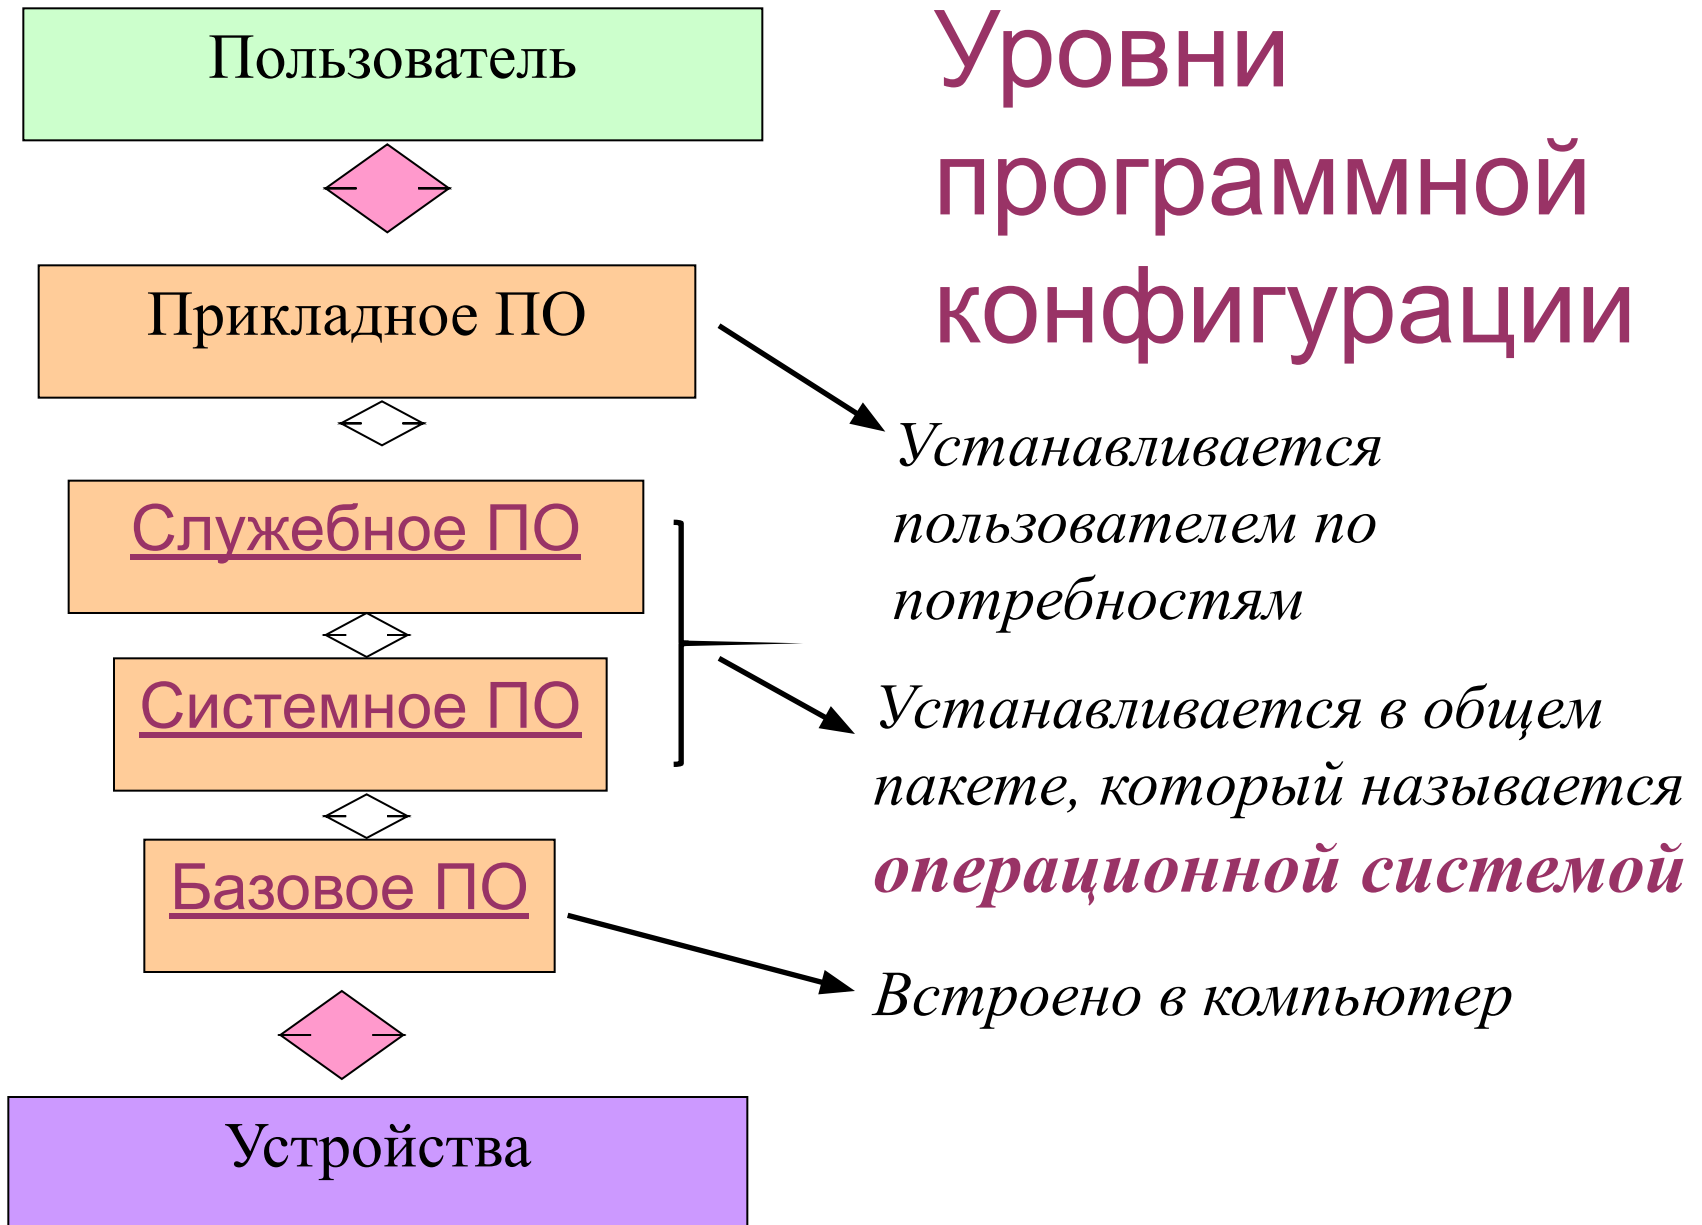 Уровни
программной
конфигурации
Пользователь
Прикладное ПО
Служебное ПО
Системное ПО
Базовое ПО
Устройства
Устанавливается
пользователем по
потребностям
Устанавливается в общем
пакете, который называется
операционной системой
Встроено в компьютер